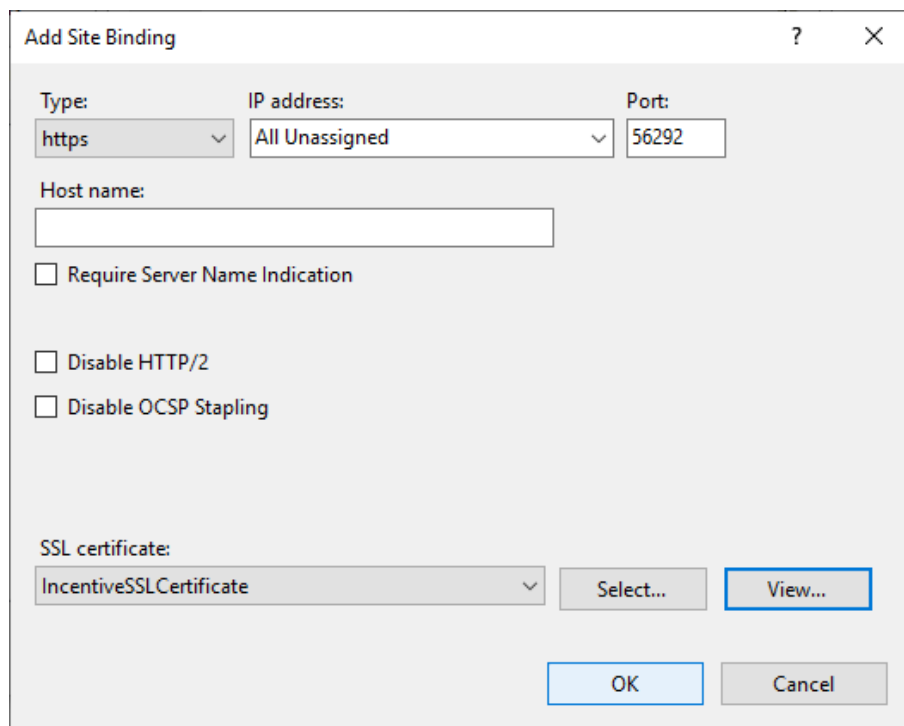 Add Site Binding ?
Type: IP address: Port:
https All Unassigned 56292
Host name:
Require Server Name Indication
Disable HTTP/2
Disable OCSP Stapling
SSL certificate:
IncentiveSSLCertificate Select... View...
OK Cancel